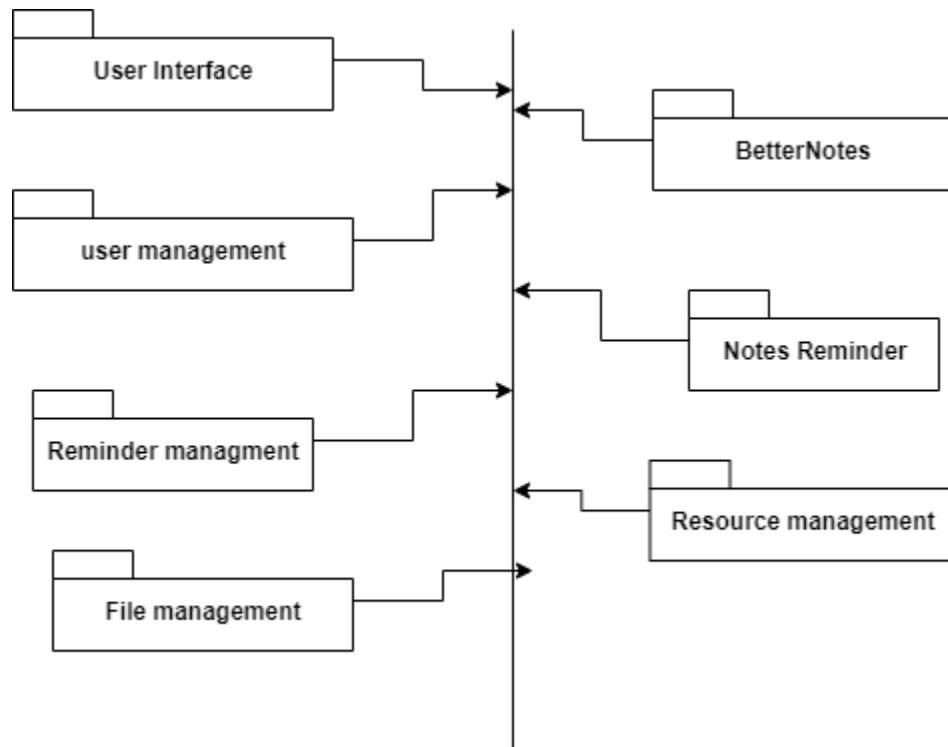 User Interface
BetterNotes
user management
Notes Reminder
Reminder managment
Resource management
File management